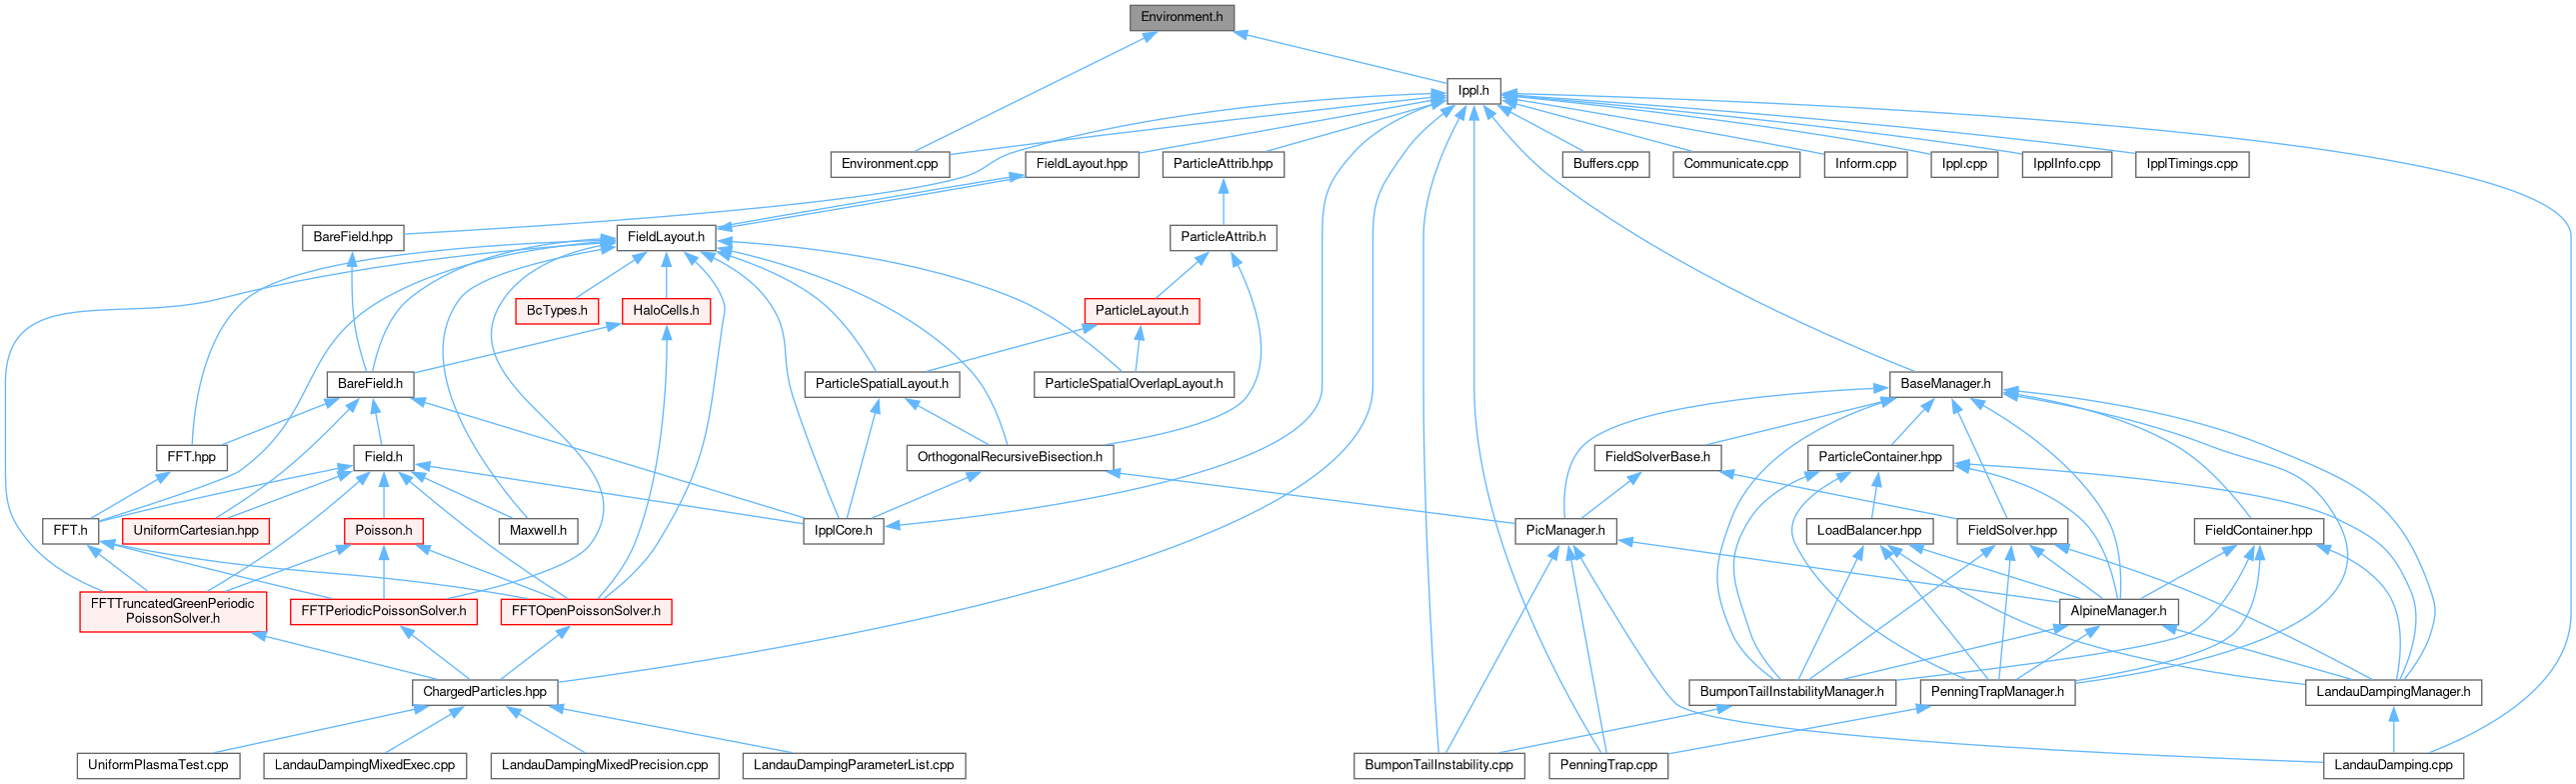 Environment.h
Ippl.h
Environment.cpp
FieldLayout.hpp
ParticleAttrib.hpp
Buffers.cpp
Communicate.cpp
Inform.cpp
Ippl.cpp
IpplInfo.cpp
IpplTimings.cpp
BareField.hpp
FieldLayout.h
ParticleAttrib.h
BcTypes.h
HaloCells.h
ParticleLayout.h
BareField.h
ParticleSpatialLayout.h
ParticleSpatialOverlapLayout.h
BaseManager.h
FFT.hpp
Field.h
OrthogonalRecursiveBisection.h
FieldSolverBase.h
ParticleContainer.hpp
FFT.h
UniformCartesian.hpp
Poisson.h
Maxwell.h
IpplCore.h
PicManager.h
LoadBalancer.hpp
FieldSolver.hpp
FieldContainer.hpp
FFTTruncatedGreenPeriodic
PoissonSolver.h
FFTPeriodicPoissonSolver.h
FFTOpenPoissonSolver.h
AlpineManager.h
ChargedParticles.hpp
BumponTailInstabilityManager.h
PenningTrapManager.h
LandauDampingManager.h
UniformPlasmaTest.cpp
LandauDampingMixedExec.cpp
LandauDampingMixedPrecision.cpp
LandauDampingParameterList.cpp
BumponTailInstability.cpp
PenningTrap.cpp
LandauDamping.cpp